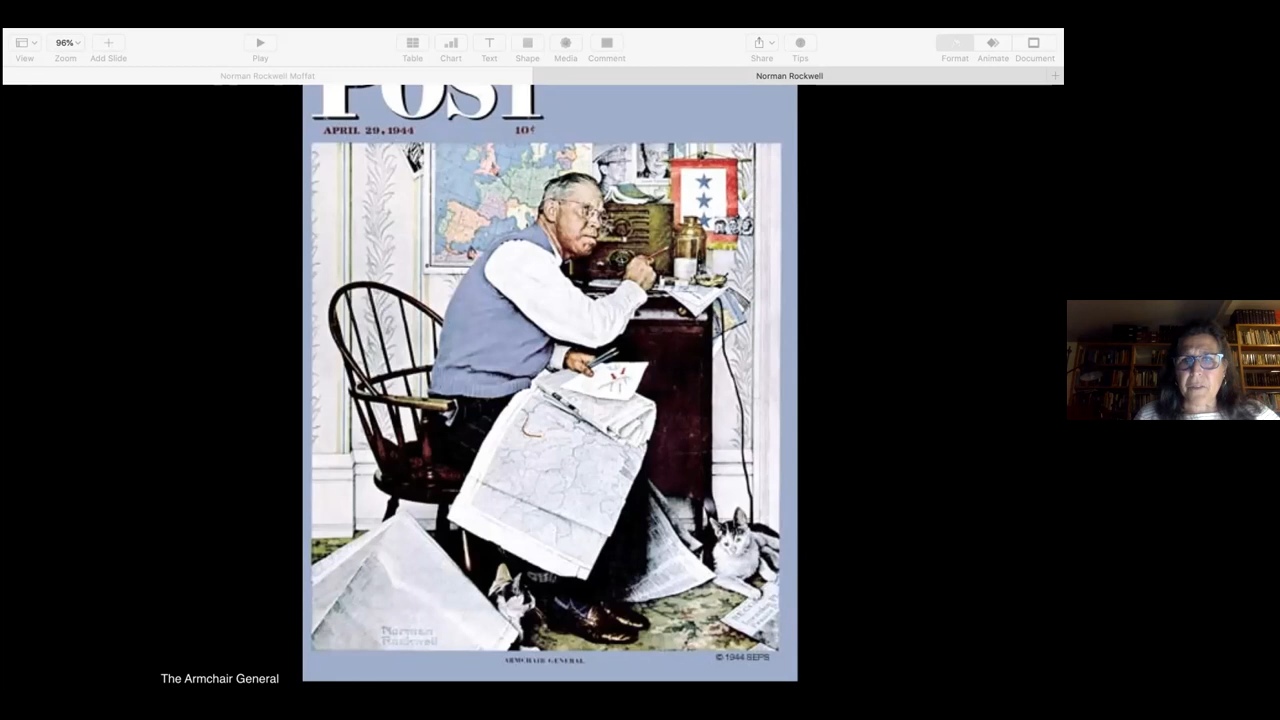 96%
View
Zoom
Add Slide
Play
Table
Chart
Text
Shape
Media
Comment
Share
Tips
Format
Animate
Document
Norman Rockwell Moffat
Norman Rockwell
POST
APRIL 29, 1944
10¢
Norman
Rockwell
ARMCHAIR GENERAL
© 1944 SEPS
The Armchair General